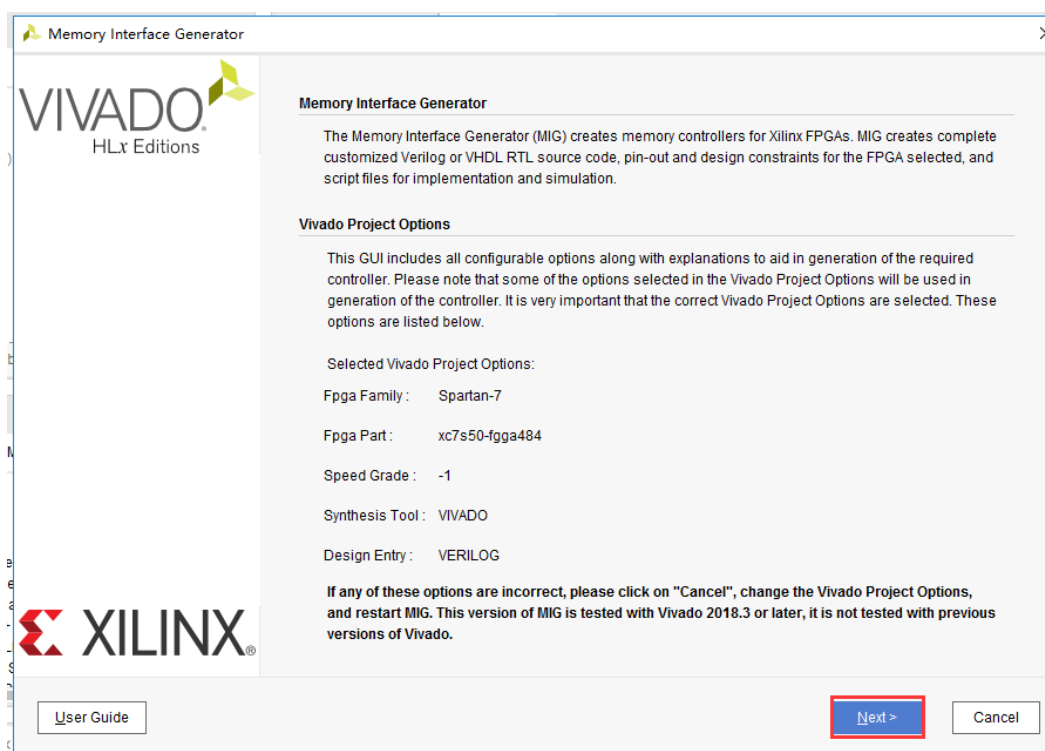 Memory Interface Generator
VIVADO
HLx Editions
Memory Interface Generator
The Memory Interface Generator (MIG) creates memory controllers for Xilinx FPGAs. MIG creates complete
customized Verilog or VHDL RTL source code, pin-out and design constraints for the FPGA selected, and
script files for implementation and simulation.
Vivado Project Options
This GUI includes all configurable options along with explanations to aid in generation of the required
controller. Please note that some of the options selected in the Vivado Project Options will be used in
generation of the controller. It is very important that the correct Vivado Project Options are selected. These
options are listed below.
Selected Vivado Project Options:
Fpga Family : Spartan-7
Fpga Part : xc7s50-fgga484
Speed Grade : -1
Synthesis Tool : VIVADO
Design Entry : VERILOG
If any of these options are incorrect, please click on "Cancel", change the Vivado Project Options,
and restart MIG. This version of MIG is tested with Vivado 2018.3 or later, it is not tested with previous
versions of Vivado.
XILINX®
User Guide
Next >
Cancel